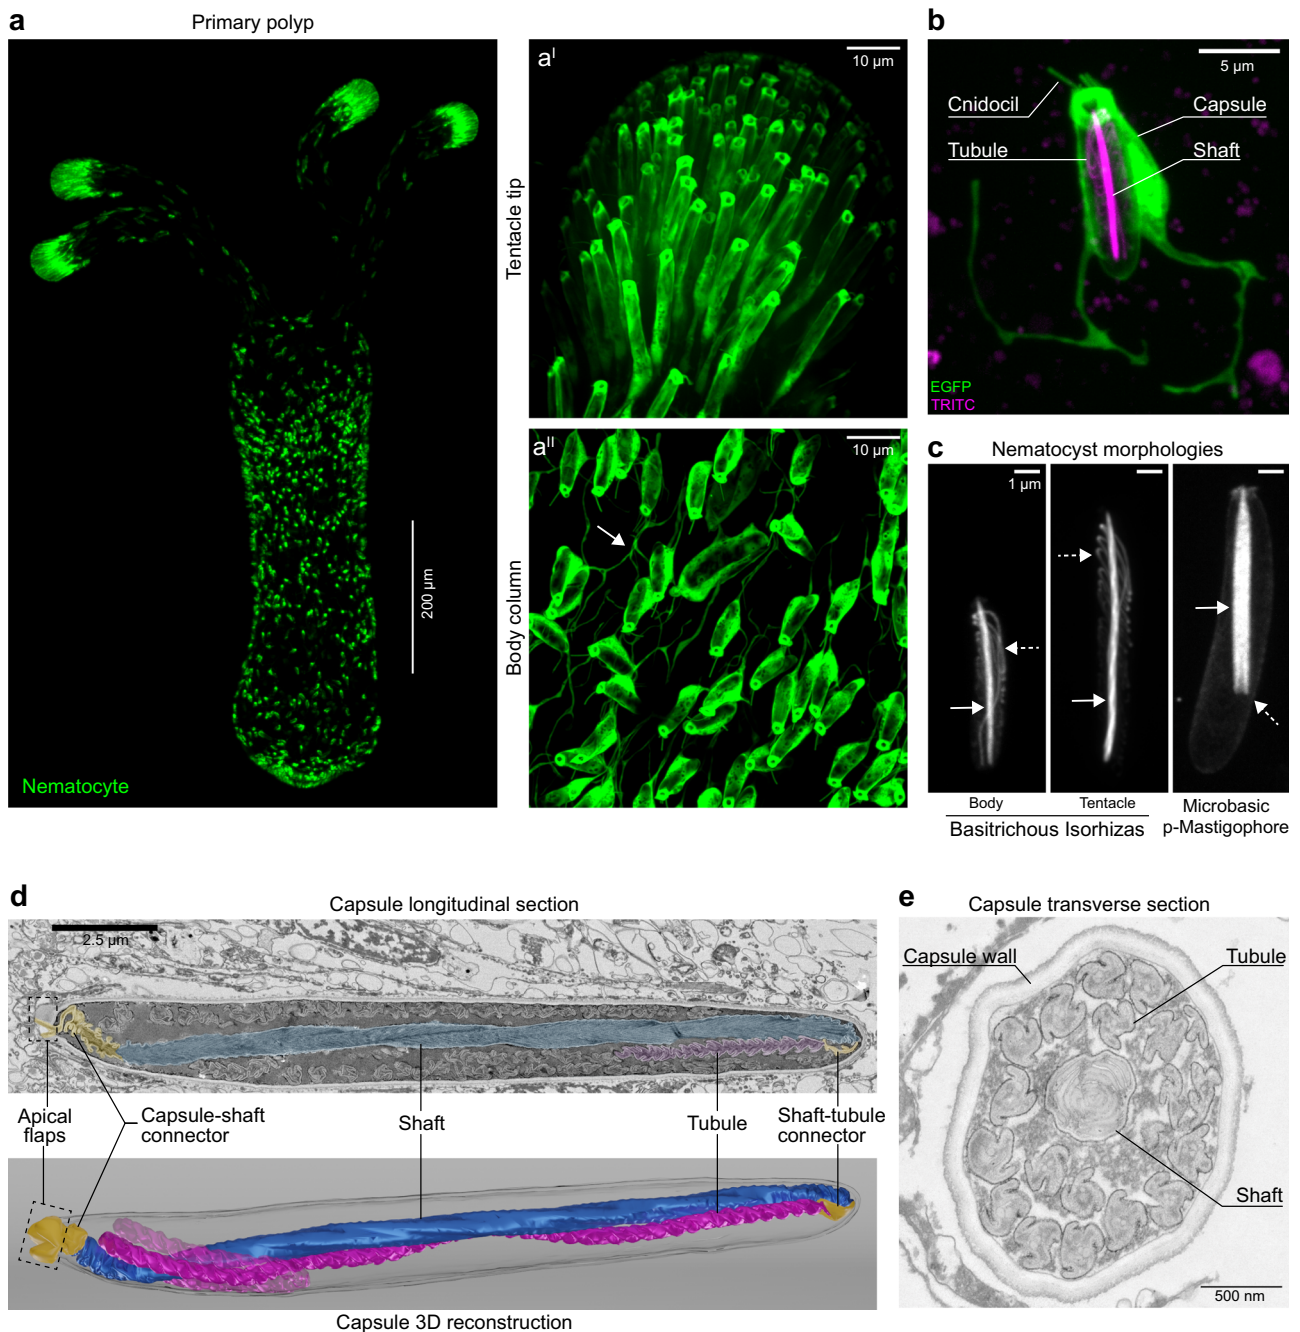 a
Primary polyp
200 µm
Nematocyte
aI
10 µm
Tentacle tip
aII
10 µm
Body column
b
5 µm
Cnidocil
Capsule
Tubule
Shaft
EGFP
TRITC
c
Nematocyst morphologies
1 µm
Body
Tentacle
Basitrichous Isorhizas
Microbasic
p-Mastigophore
d
Capsule longitudinal section
2.5 µm
Apical
flaps
Capsule-shaft
connector
Shaft
Tubule
Shaft-tubule
connector
Capsule 3D reconstruction
e
Capsule transverse section
Capsule wall
Tubule
Shaft
500 nm